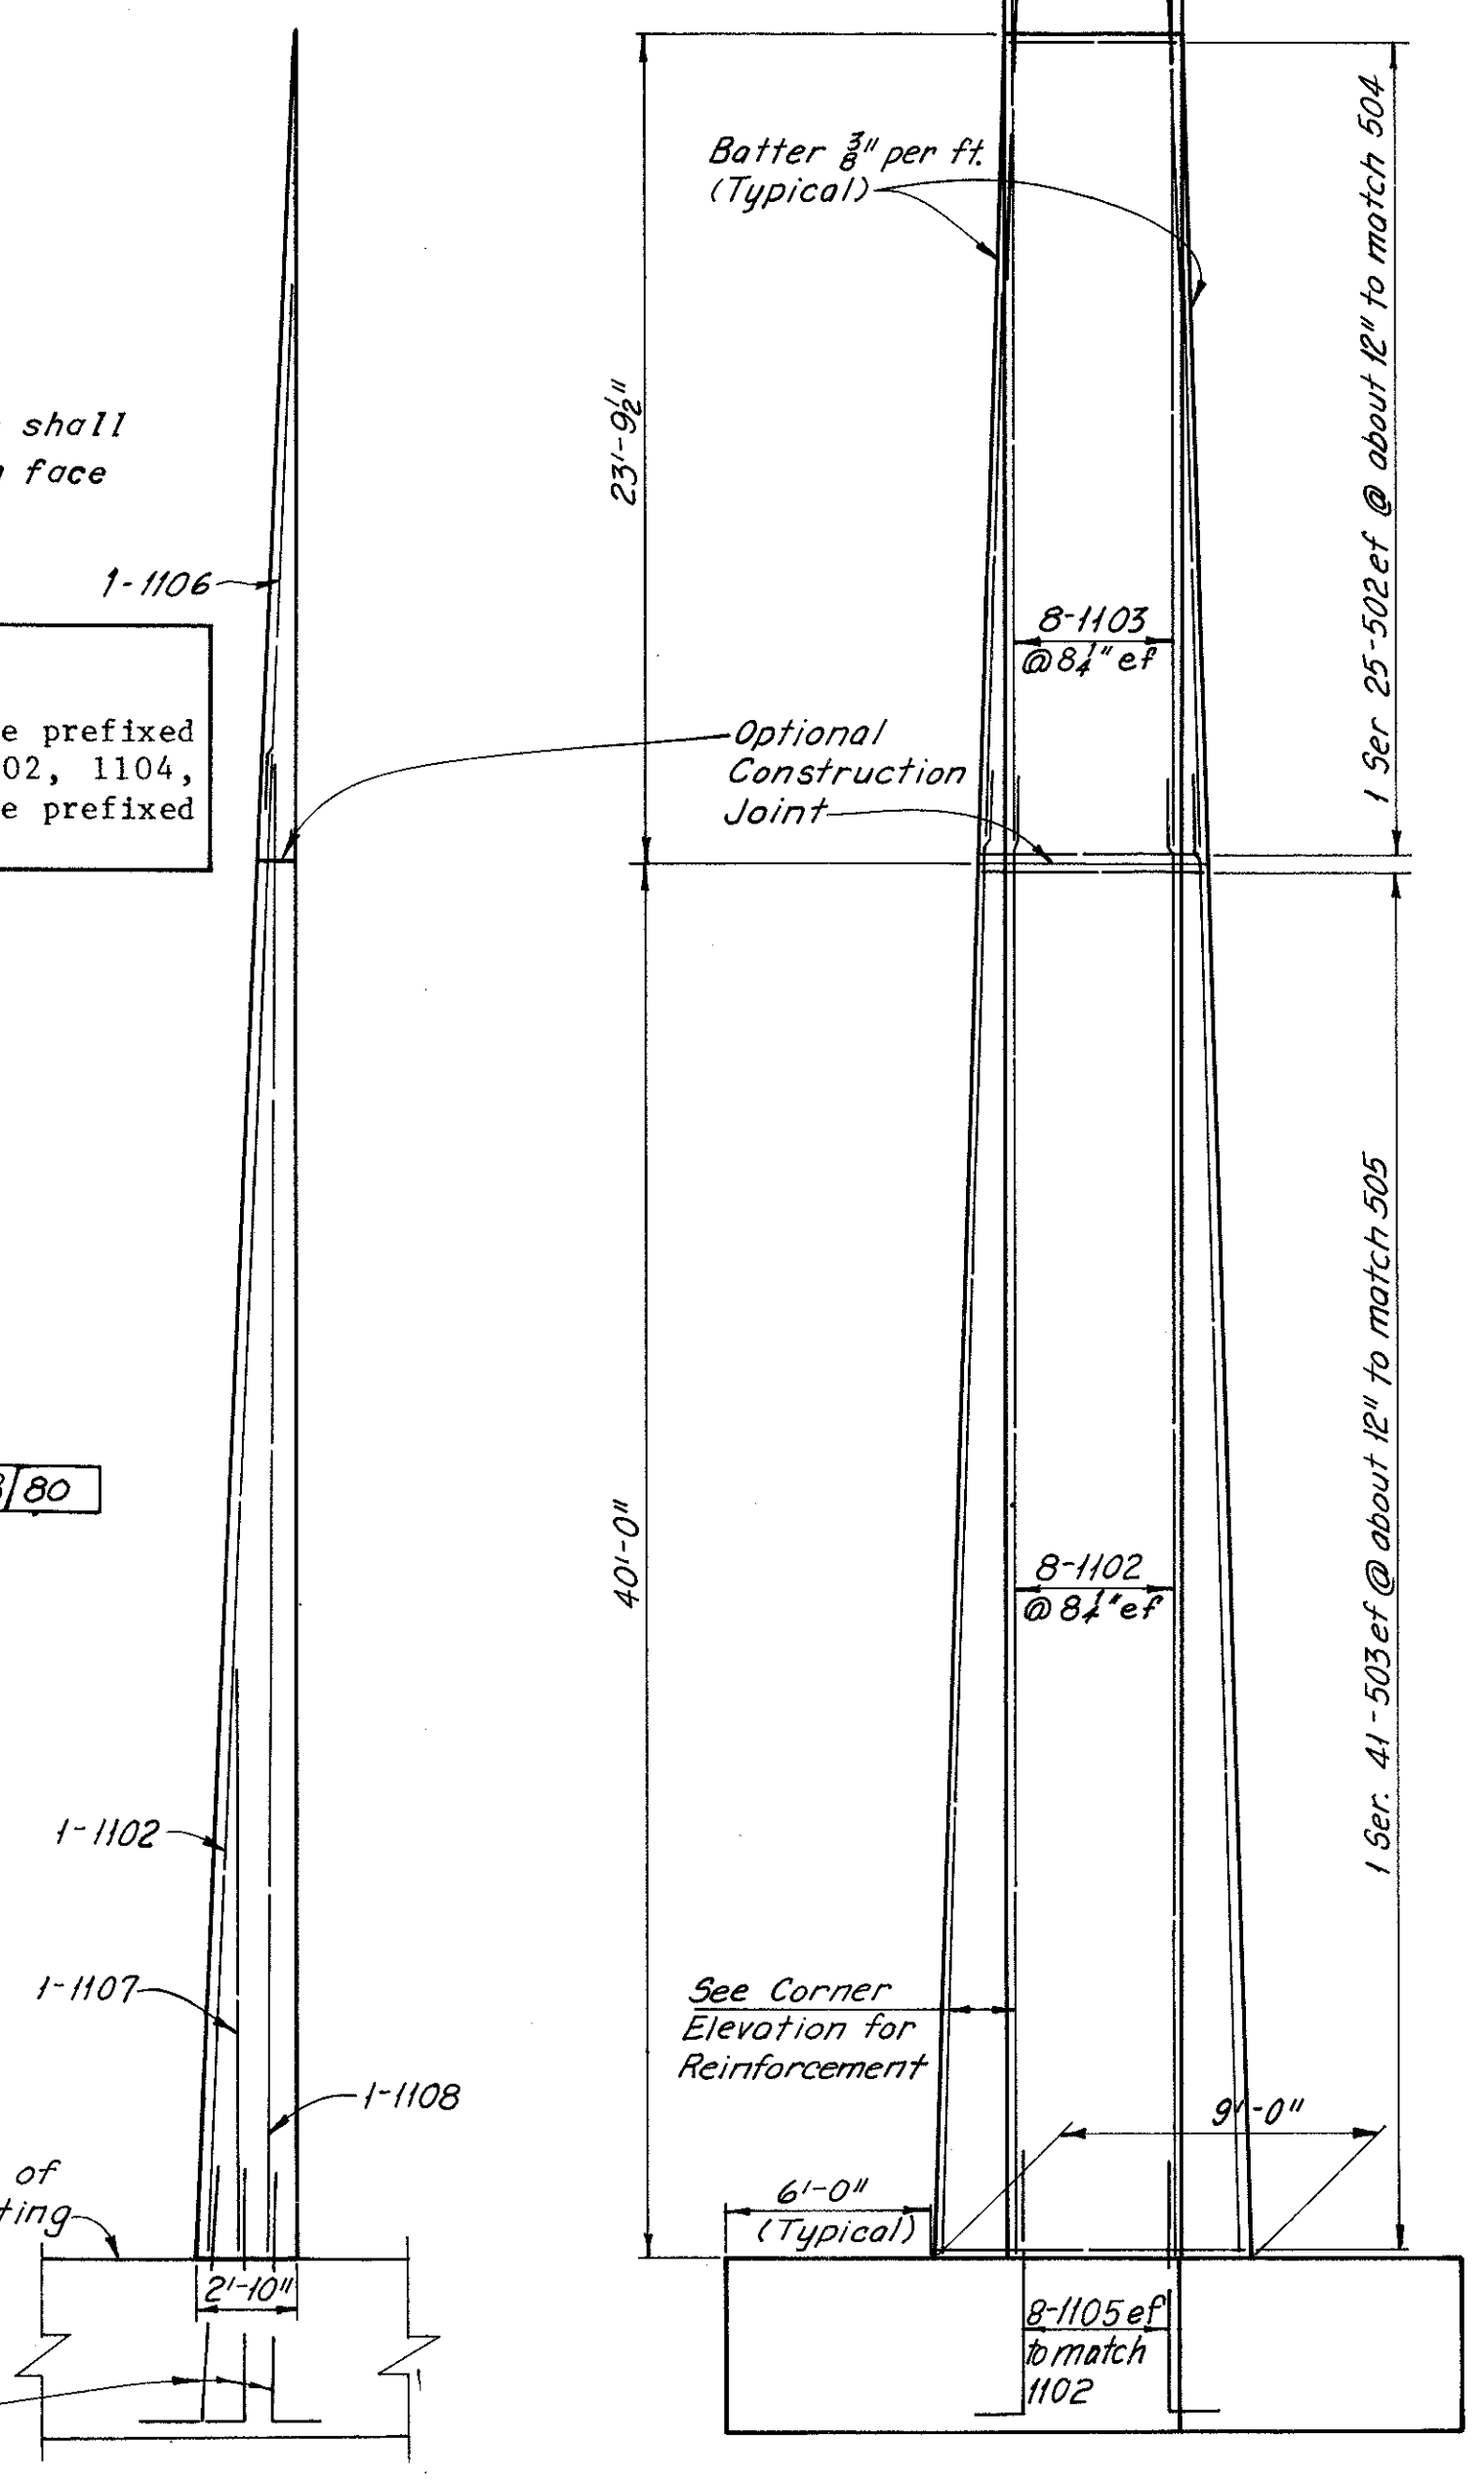 shall
face
1-1106
e prefixed
02, 1104,
e prefixed
80
1-1102
1-1107
1-1108
of
ting
2'-10"
Batter 3/8" per ft.
(Typical)
23'-9 1/2"
8-1103
@ 8 1/4" ef
Optional
Construction
Joint
1 Ser 25-502 ef @ about 12" to match 504
40'-0"
8-1102
@ 8 1/4" ef
1 Ser. 41-503 ef @ about 12" to match 505
See Corner
Elevation for
Reinforcement
9'-0"
6'-0"
(Typical)
8-1105 ef
to match
1102